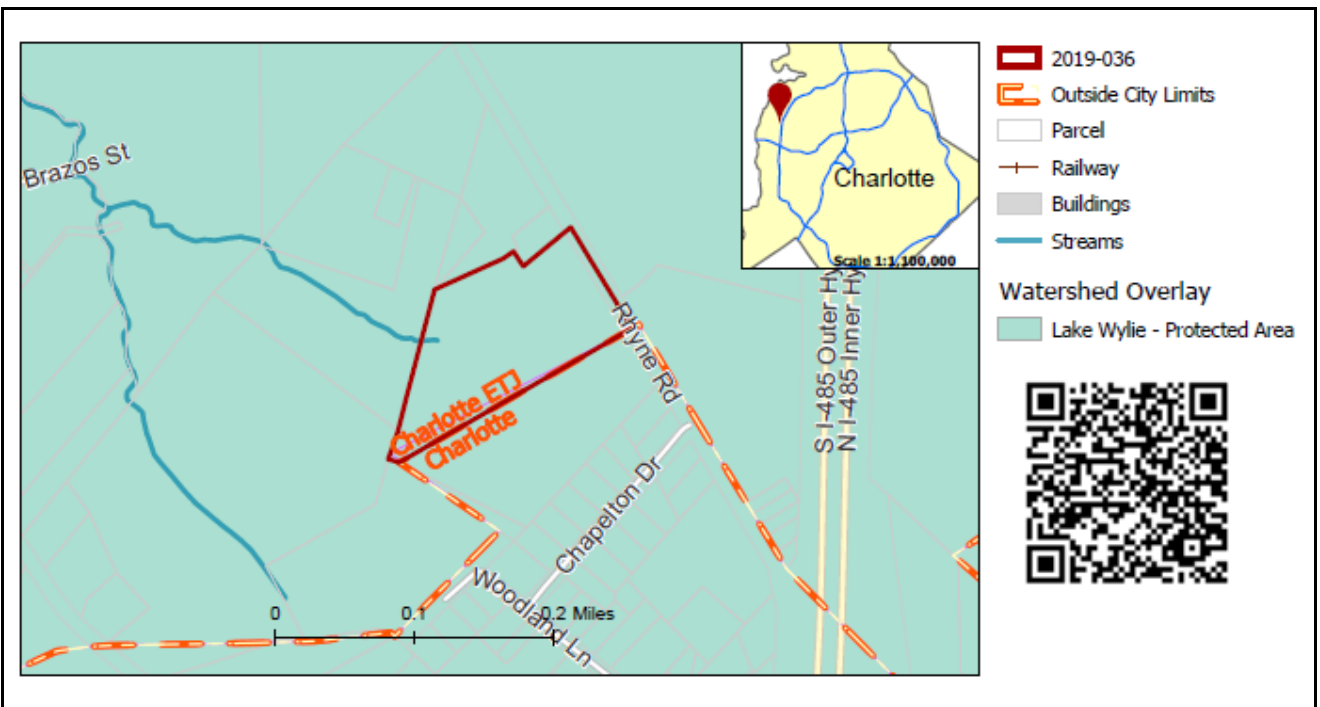 Brazos St
Charlotte
Scale 1:1,100,000
Rhyne Rd
S I-485 Outer Hy
N I-485 Inner Hy
Charlotte ETJ
Charlotte
Chapelton Dr
Woodland Ln
0 0.1 0.2 Miles
2019-036
Outside City Limits
Parcel
Railway
Buildings
Streams
Watershed Overlay
Lake Wylie - Protected Area